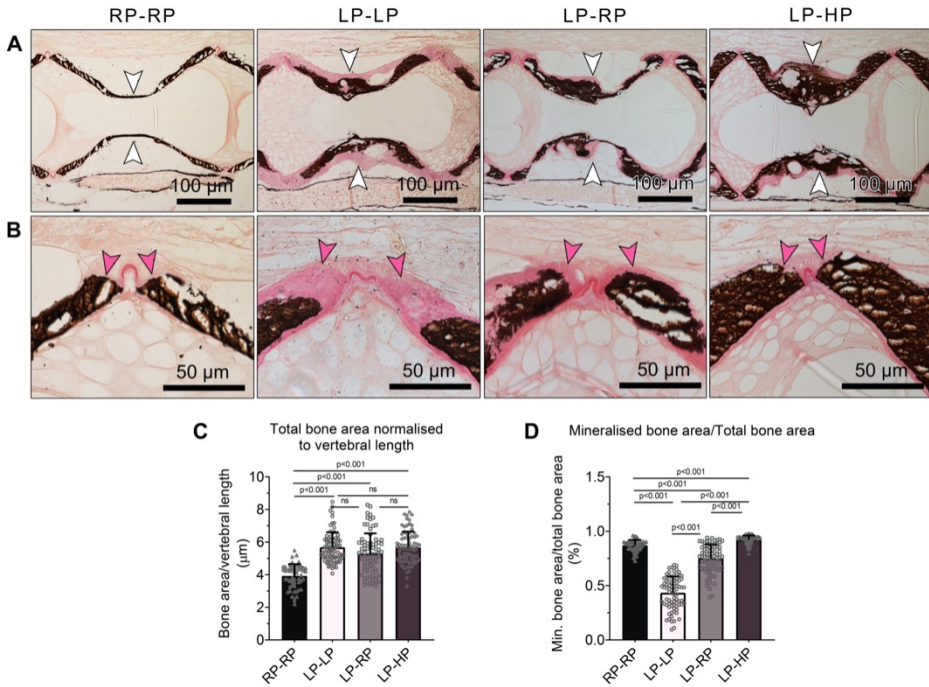 RP-RP LP-LP LP-RP LP-HP
A
100 µm 100 µm 100 µm 100 µm
B
50 µm 50 µm 50 µm 50 µm
C Total bone area normalised
to vertebral length
p<0.001
p<0.001
p<0.001 ns
ns ns
Bone area/vertebral length
(µm)
10
8
6
4
2
0
RP-RP LP-LP LP-RP LP-HP
D Mineralised bone area/Total bone area
p<0.001
p<0.001
p<0.001 p<0.001
p<0.001
p<0.001
Min. bone area/total bone area
(%)
1.5
1.0
0.5
0.0
RP-RP LP-LP LP-RP LP-HP